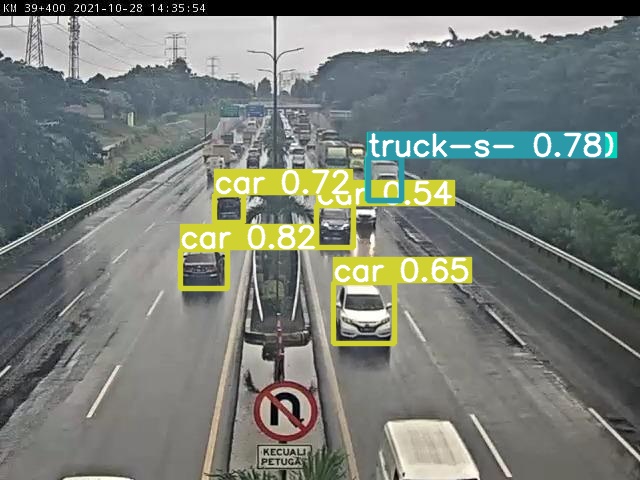 KM 39+400 2021-10-28 14:35:54
truck-s- 0.78)
car 0.72
car 0.54
car 0.82
car 0.65
KECUALI
PETUGAS